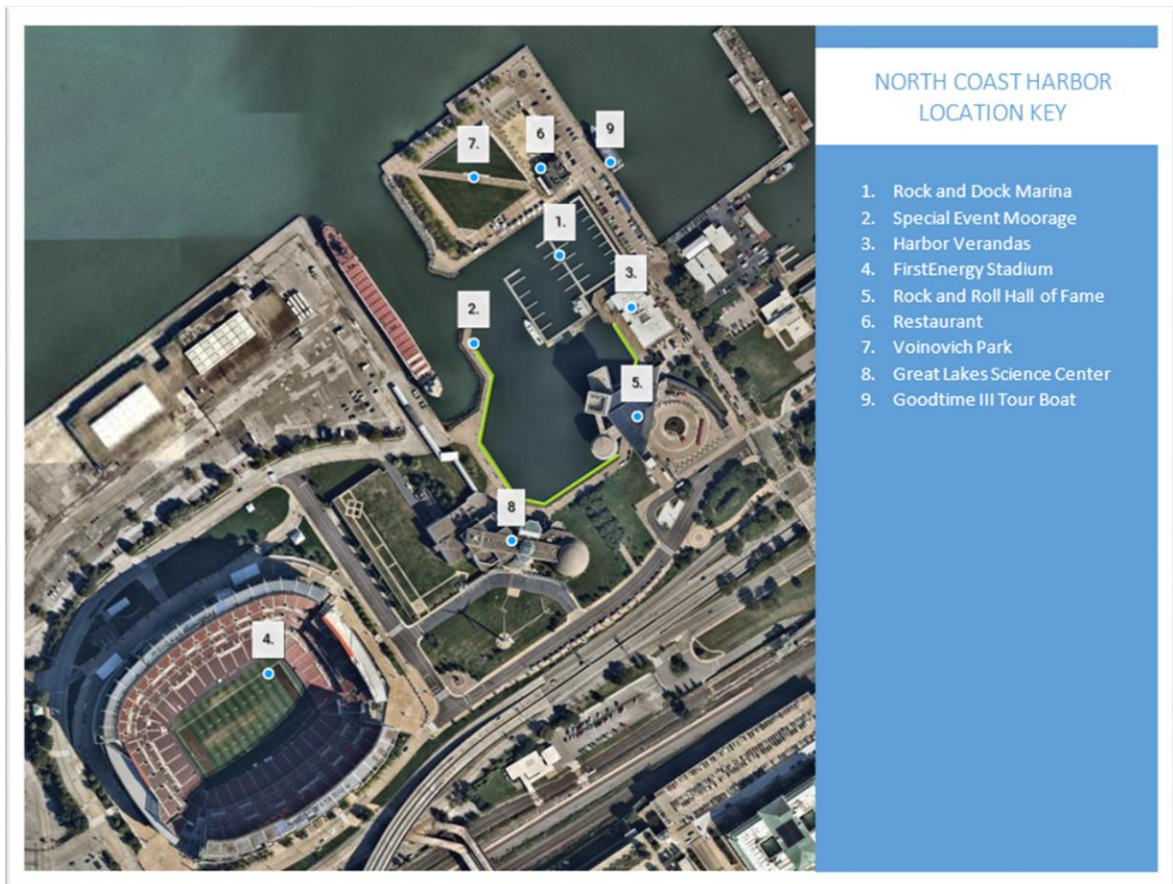 NORTH COAST HARBOR
LOCATION KEY
1. Rock and Dock Marina
2. Special Event Moorage
3. Harbor Verandas
4. FirstEnergy Stadium
5. Rock and Roll Hall of Fame
6. Restaurant
7. Voinovich Park
8. Great Lakes Science Center
9. Goodtime III Tour Boat
9
6
7.
1.
3.
2.
5.
8
4.